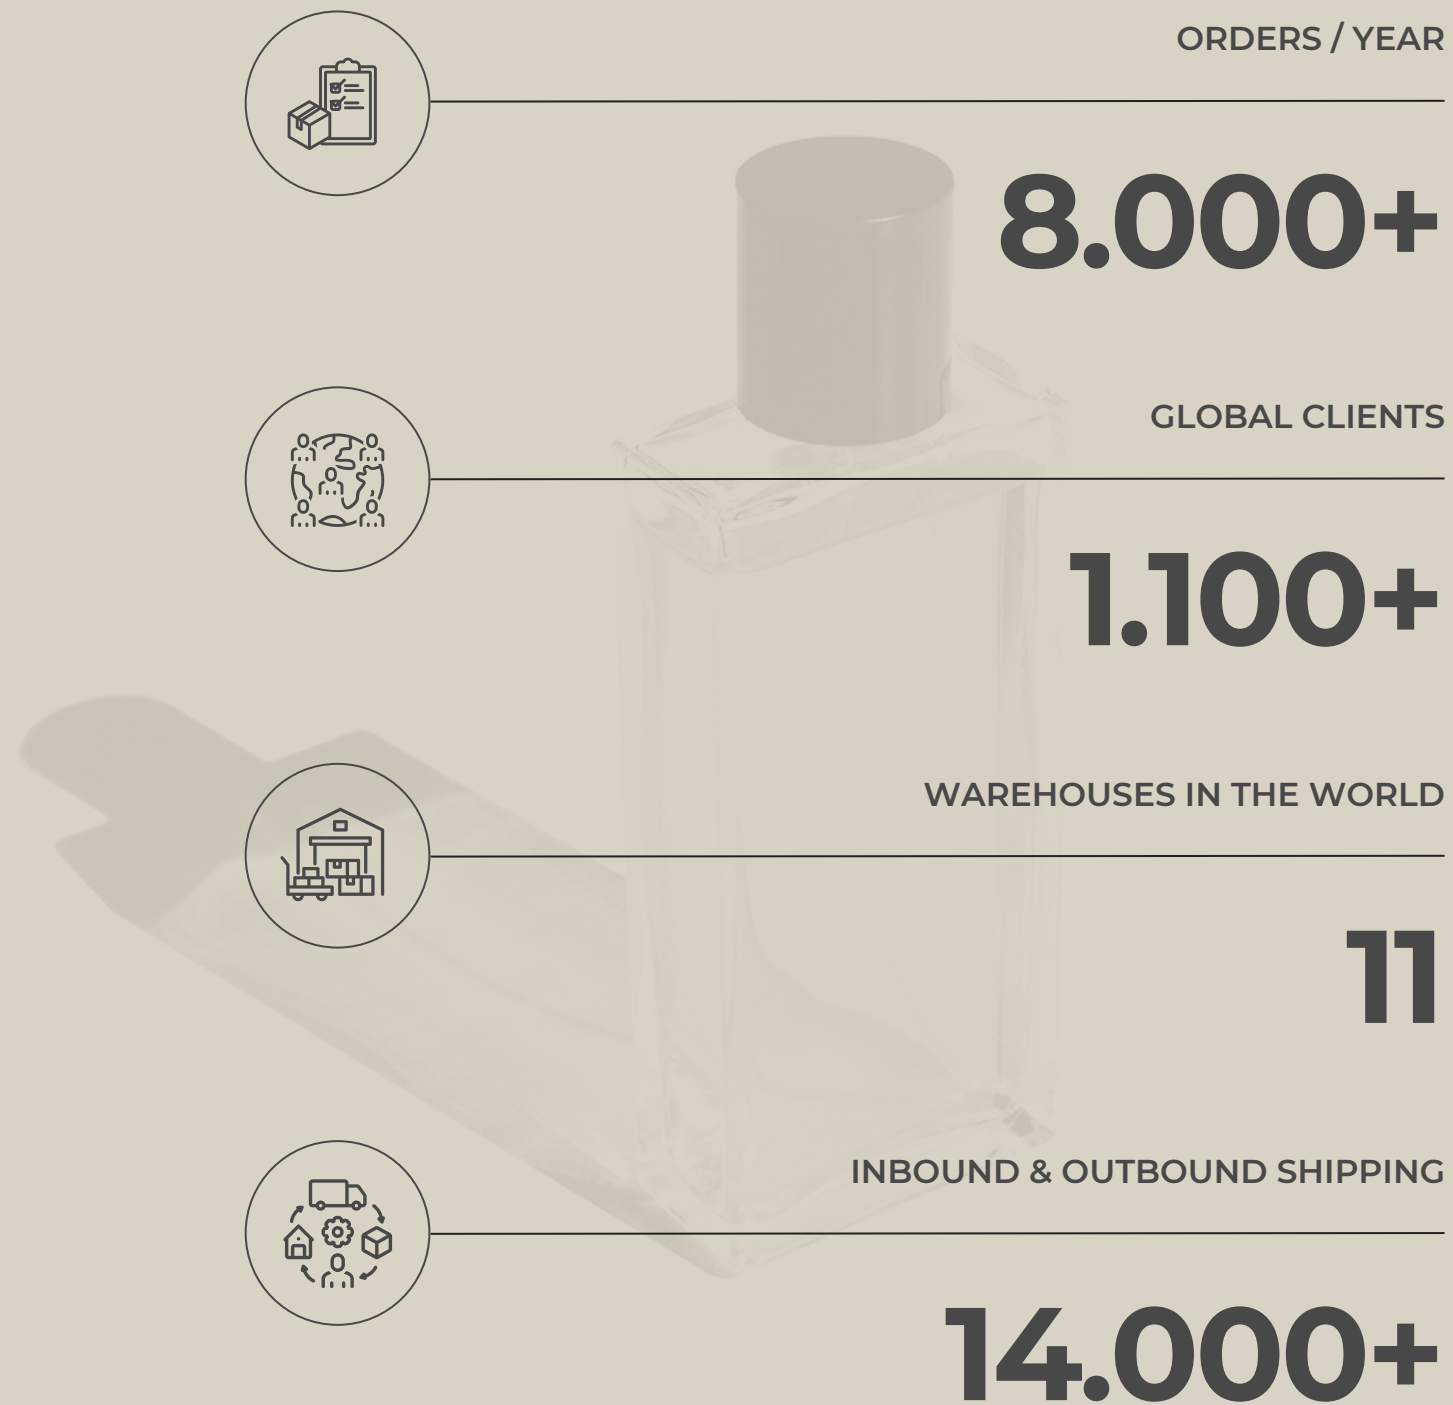 ORDERS / YEAR
8.000+
GLOBAL CLIENTS
1.100+
WAREHOUSES IN THE WORLD
11
INBOUND & OUTBOUND SHIPPING
14.000+